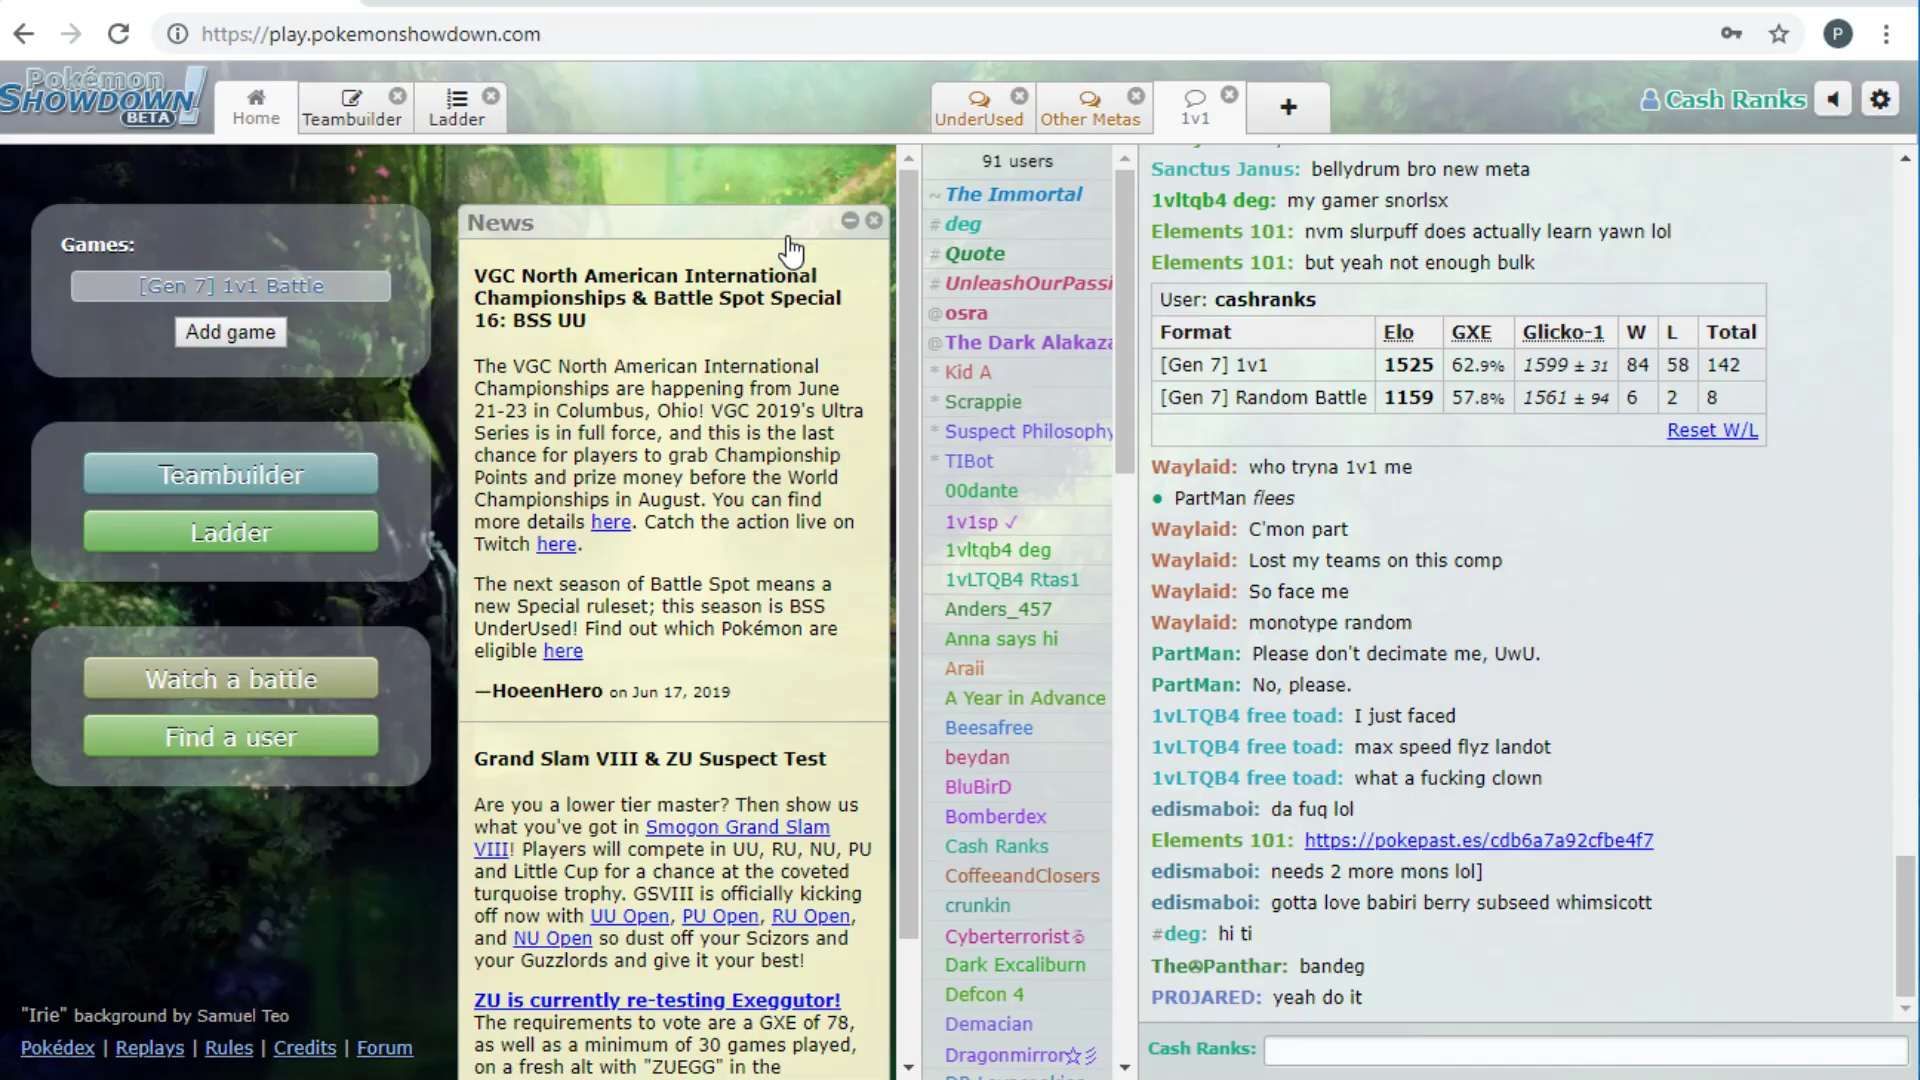 https://play.pokemonshowdown.com
P
Pokémon
SHOWDOWN!
BETA
Home
Teambuilder
Ladder
UnderUsed
Other Metas
1v1
+
Cash Ranks
Games:
[Gen 7] 1v1 Battle
Add game
Teambuilder
Ladder
Watch a battle
Find a user
"Irie" background by Samuel Teo
Pokédex | Replays | Rules | Credits | Forum
News
VGC North American International
Championships & Battle Spot Special
16: BSS UU
The VGC North American International
Championships are happening from June
21-23 in Columbus, Ohio! VGC 2019's Ultra
Series is in full force, and this is the last
chance for players to grab Championship
Points and prize money before the World
Championships in August. You can find
more details here. Catch the action live on
Twitch here.
The next season of Battle Spot means a
new Special ruleset; this season is BSS
UnderUsed! Find out which Pokémon are
eligible here
—HoeenHero on Jun 17, 2019
Grand Slam VIII & ZU Suspect Test
Are you a lower tier master? Then show us
what you've got in Smogon Grand Slam
VIII! Players will compete in UU, RU, NU, PU
and Little Cup for a chance at the coveted
turquoise trophy. GSVIII is officially kicking
off now with UU Open, PU Open, RU Open,
and NU Open so dust off your Scizors and
your Guzzlords and give it your best!
ZU is currently re-testing Exeggutor!
The requirements to vote are a GXE of 78,
as well as a minimum of 30 games played,
on a fresh alt with "ZUEGG" in the
91 users
~ The Immortal
# deg
# Quote
# UnleashOurPassi
@ osra
@ The Dark Alakaza
* Kid A
* Scrappie
* Suspect Philosophy
* TIBot
00dante
1v1sp ✓
1vltqb4 deg
1vLTQB4 Rtas1
Anders_457
Anna says hi
Araii
A Year in Advance
Beesafree
beydan
BluBirD
Bomberdex
Cash Ranks
CoffeeandClosers
crunkin
Cyberterroristる
Dark Excaliburn
Defcon 4
Demacian
Dragonmirror☆彡
Sanctus Janus: bellydrum bro new meta
1vltqb4 deg: my gamer snorlsx
Elements 101: nvm slurpuff does actually learn yawn lol
Elements 101: but yeah not enough bulk
User: cashranks
Format Elo GXE Glicko-1 W L Total
[Gen 7] 1v1 1525 62.9% 1599 ± 31 84 58 142
[Gen 7] Random Battle 1159 57.8% 1561 ± 94 6 2 8
Reset W/L
Waylaid: who tryna 1v1 me
• PartMan flees
Waylaid: C'mon part
Waylaid: Lost my teams on this comp
Waylaid: So face me
Waylaid: monotype random
PartMan: Please don't decimate me, UwU.
PartMan: No, please.
1vLTQB4 free toad: I just faced
1vLTQB4 free toad: max speed flyz landot
1vLTQB4 free toad: what a fucking clown
edismaboi: da fuq lol
Elements 101: https://pokepast.es/cdb6a7a92cfbe4f7
edismaboi: needs 2 more mons lol]
edismaboi: gotta love babiri berry subseed whimsicott
#deg: hi ti
The✇Panthar: bandeg
PR0JARED: yeah do it
Cash Ranks: